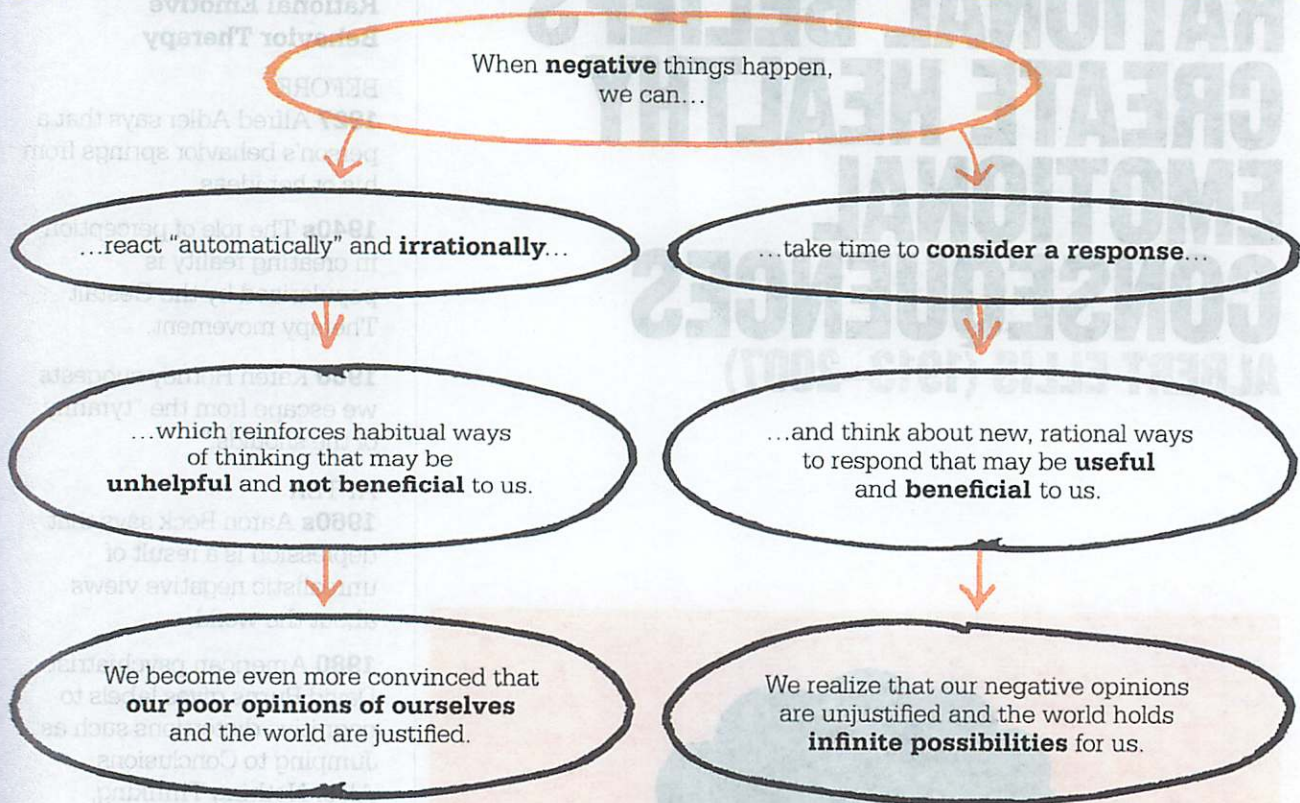 When negative things happen,
we can…
…react “automatically” and irrationally…
…which reinforces habitual ways
of thinking that may be
unhelpful and not beneficial to us.
We become even more convinced that
our poor opinions of ourselves
and the world are justified.
…take time to consider a response…
…and think about new, rational ways
to respond that may be useful
and beneficial to us.
We realize that our negative opinions
are unjustified and the world holds
infinite possibilities for us.
Rational Emotive
Behavior Therapy
BEFORE
1927 Alfred Adler says that a
person's behavior springs from
his or her ideas.
1940s The role of perception
in creating reality is
popularized by the Gestalt
Therapy movement.
1950 Karen Horney suggests
we escape from the "tyranny
1960s Aaron Beck says that
depression is a result of
unrealistic negative views
about the world.
1980 American psychiatrist
David Burns gives labels to
cognitive distortions such as
Jumping to Conclusions,
Thinking,
RATIONAL BELIEFS
CREATE HEALTHY
EMOTIONAL
CONSEQUENCES
ALBERT ELLIS (1913–2007)